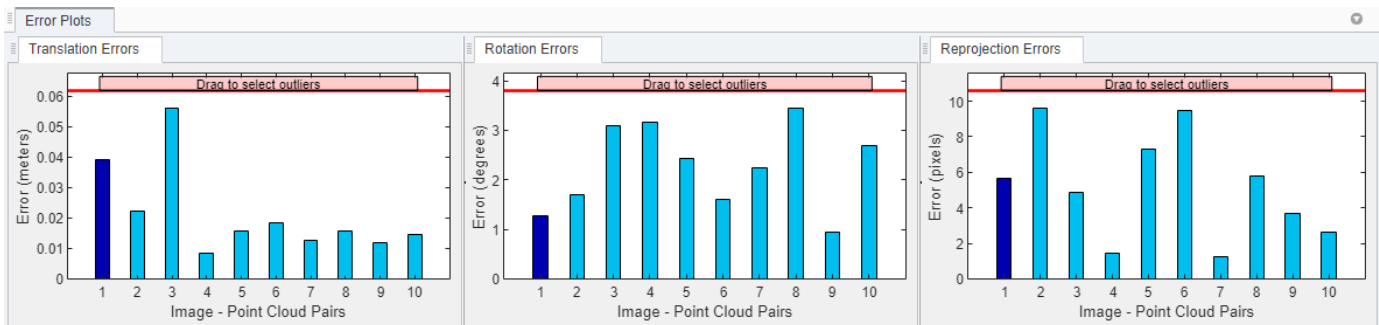 Error Plots
Translation Errors
Drag to select outliers
0.06
0.05
0.04
0.03
0.02
0.01
0
Error (meters)
1 2 3 4 5 6 7 8 9 10
Image - Point Cloud Pairs
Rotation Errors
Drag to select outliers
4
3
2
1
0
Error (degrees)
1 2 3 4 5 6 7 8 9 10
Image - Point Cloud Pairs
Reprojection Errors
Drag to select outliers
10
8
6
4
2
0
Error (pixels)
1 2 3 4 5 6 7 8 9 10
Image - Point Cloud Pairs